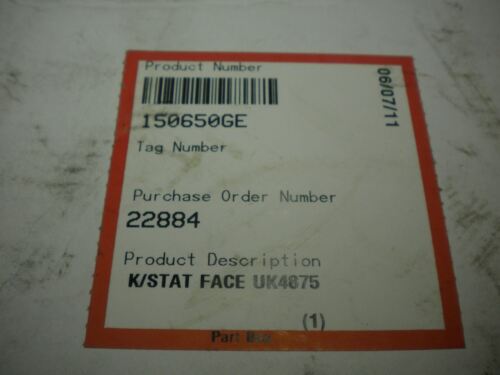 Product Number
06/07/11
150650GE
Tag Number
Purchase Order Number
22884
Product Description
K/STAT FACE UK4875
(1)
Part